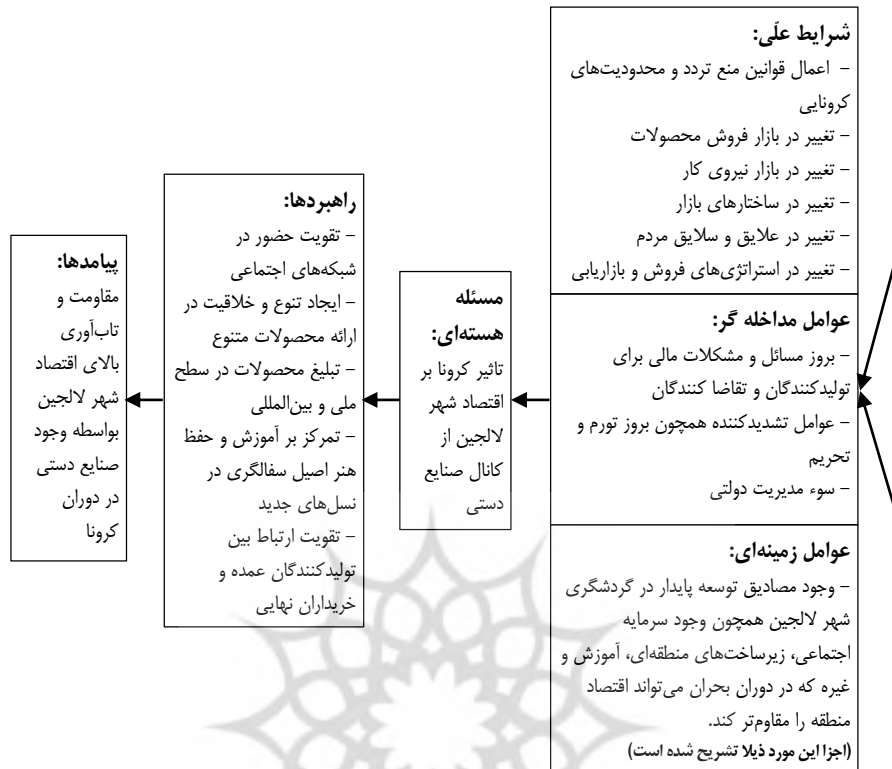 شرایط علّی:
- اعمال قوانین منع تردد و محدودیت‌های
کرونایی
- تغییر در بازار فروش محصولات
- تغییر در بازار نیروی کار
- تغییر در ساختارهای بازار
- تغییر در علایق و سلایق مردم
- تغییر در استراتژی‌های فروش و بازاریابی
عوامل مداخله گر:
- بروز مسائل و مشکلات مالی برای
تولیدکنندگان و تقاضا کنندگان
- عوامل تشدیدکننده همچون بروز تورم و
تحریم
- سوء مدیریت دولتی
عوامل زمینه‌ای:
- وجود مصادیق توسعه پایدار در گردشگری
شهر لالجین همچون وجود سرمایه
اجتماعی، زیرساخت‌های منطقه‌ای، آموزش و
غیره که در دوران بحران می‌تواند اقتصاد
منطقه را مقاوم‌تر کند.
(اجزا این مورد ذیلا تشریح شده است)
مسئله
هسته‌ای:
تاثیر کرونا بر
اقتصاد شهر
لالجین از
کانال صنایع
دستی
راهبردها:
- تقویت حضور در
شبکه‌های اجتماعی
- ایجاد تنوع و خلاقیت در
ارائه محصولات متنوع
- تبلیغ محصولات در سطح
ملی و بین‌المللی
- تمرکز بر آموزش و حفظ
هنر اصیل سفالگری در
نسل‌های جدید
- تقویت ارتباط بین
تولیدکنندگان عمده و
خریداران نهایی
پیامدها:
مقاومت و
تاب‌آوری
بالای اقتصاد
شهر لالجین
بواسطه وجود
صنایع دستی
در دوران
کرونا